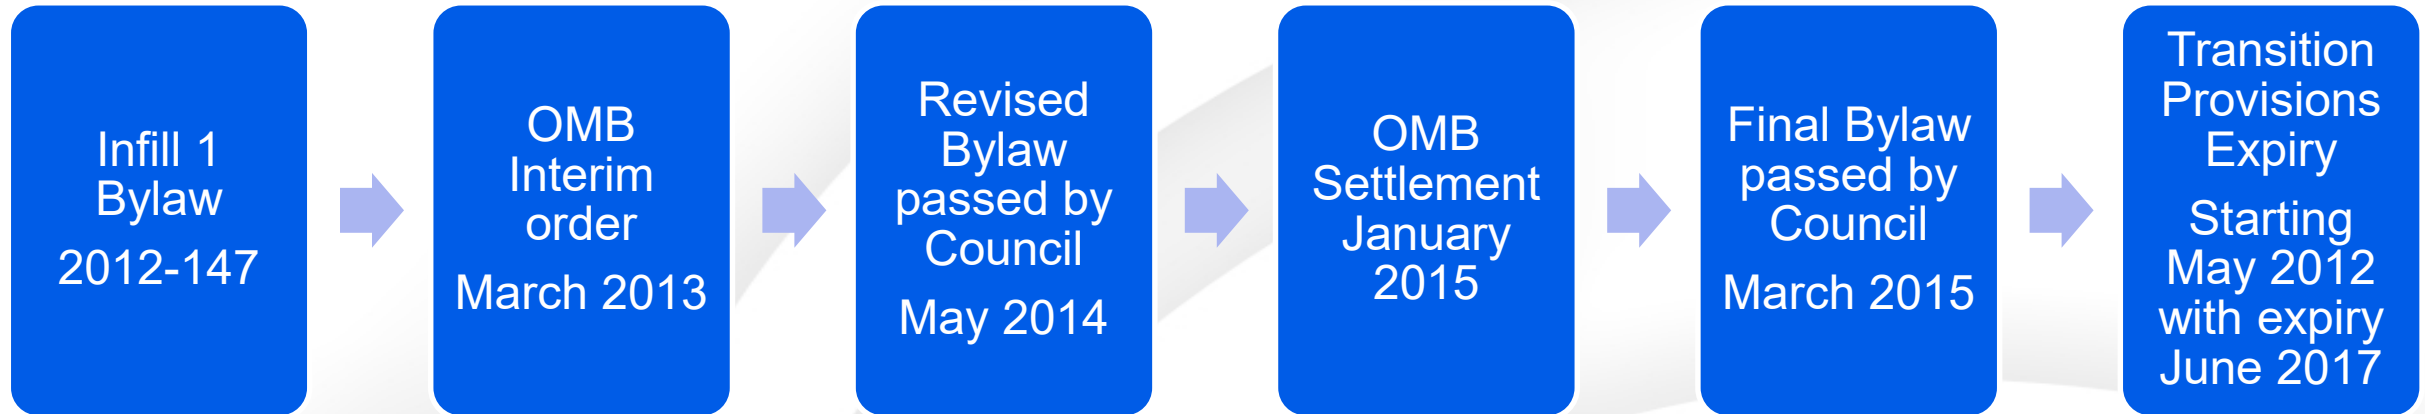 Infill 1
Bylaw
2012-147
OMB
Interim
order
March 2013
Revised
Bylaw
passed by
Council
May 2014
OMB
Settlement
January
2015
Final Bylaw
passed by
Council
March 2015
Transition
Provisions
Expiry
Starting
May 2012
with expiry
June 2017